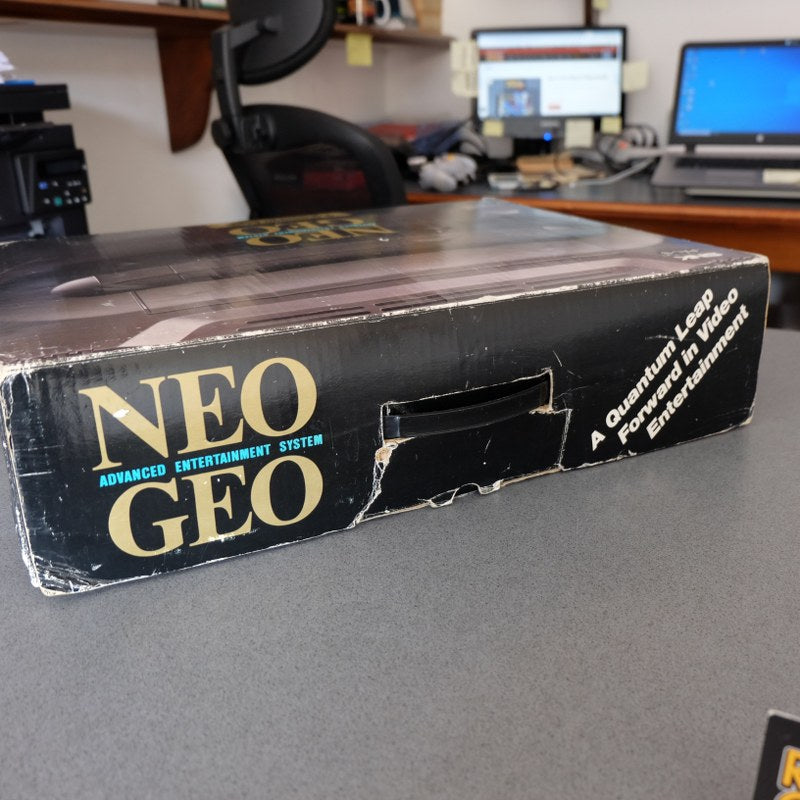 NEO
GEO
NEO
ADVANCED ENTERTAINMENT SYSTEM
GEO
A Quantum Leap
Forward in Video
Entertainment